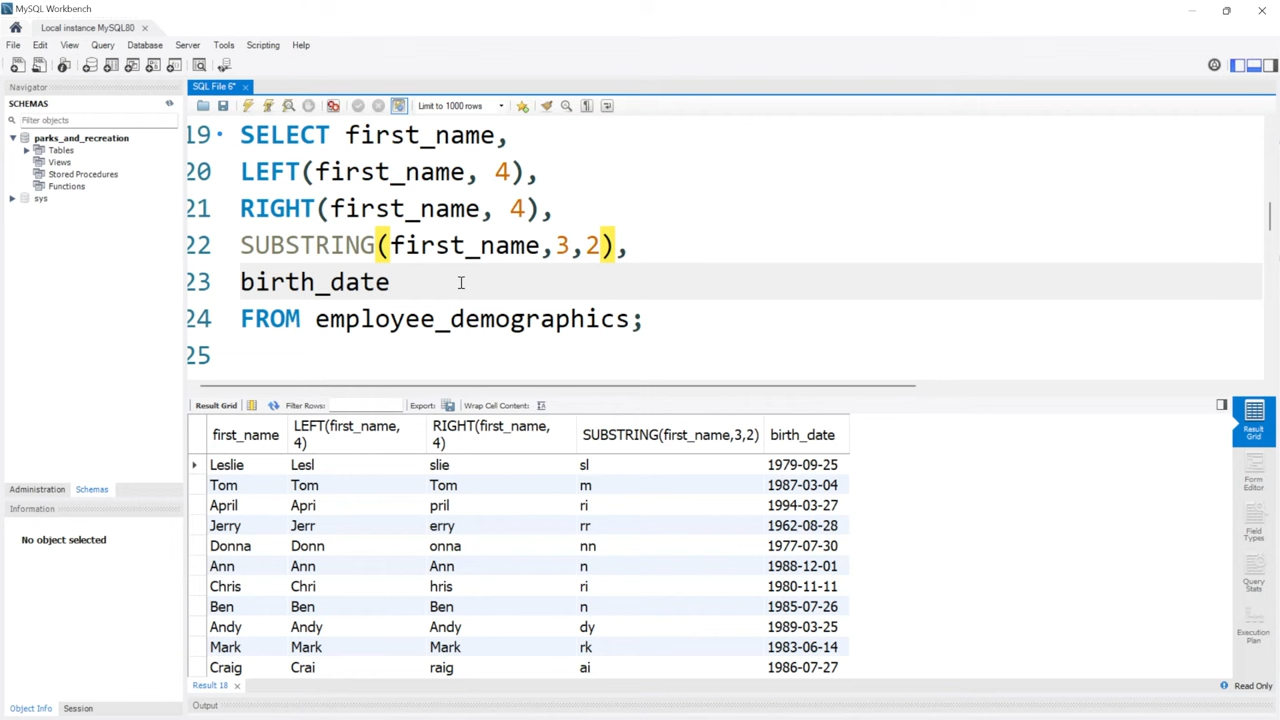 MySQL Workbench
Local instance MySQL80
File Edit View Query Database Server Tools Scripting Help
Navigator
SCHEMAS
Filter objects
parks_and_recreation
Tables
Views
Stored Procedures
Functions
sys
Administration Schemas
Information
No object selected
Object Info Session
SQL File 6*
Limit to 1000 rows
19 SELECT first_name,
20 LEFT(first_name, 4),
21 RIGHT(first_name, 4),
22 SUBSTRING(first_name,3,2),
23 birth_date
24 FROM employee_demographics;
25
Result Grid Filter Rows: Export: Wrap Cell Content:
first_name LEFT(first_name, 4) RIGHT(first_name, 4) SUBSTRING(first_name,3,2) birth_date
Leslie Lesl slie sl 1979-09-25
Tom Tom Tom m 1987-03-04
April Apri pril ri 1994-03-27
Jerry Jerr erry rr 1962-08-28
Donna Donn onna nn 1977-07-30
Ann Ann Ann n 1988-12-01
Chris Chri hris ri 1980-11-11
Ben Ben Ben n 1985-07-26
Andy Andy Andy dy 1989-03-25
Mark Mark Mark rk 1983-06-14
Craig Crai raig ai 1986-07-27
Result 18
Output
Result Grid
Form Editor
Field Types
Query Stats
Execution Plan
Read Only